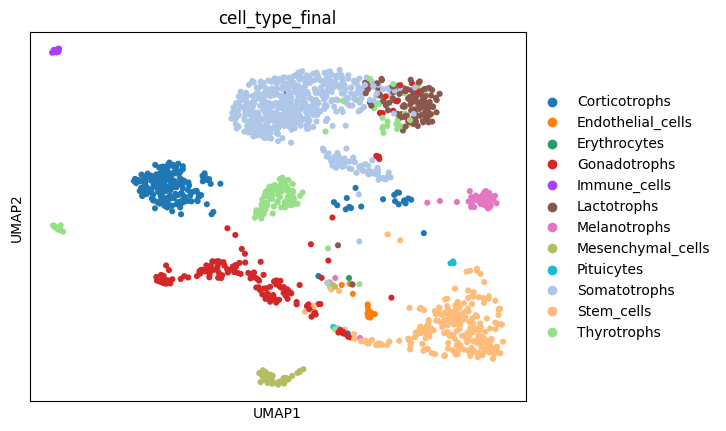 cell_type_final
UMAP2
UMAP1
Corticotrophs
Endothelial_cells
Erythrocytes
Gonadotrophs
Immune_cells
Lactotrophs
Melanotrophs
Mesenchymal_cells
Pituicytes
Somatotrophs
Stem_cells
Thyrotrophs